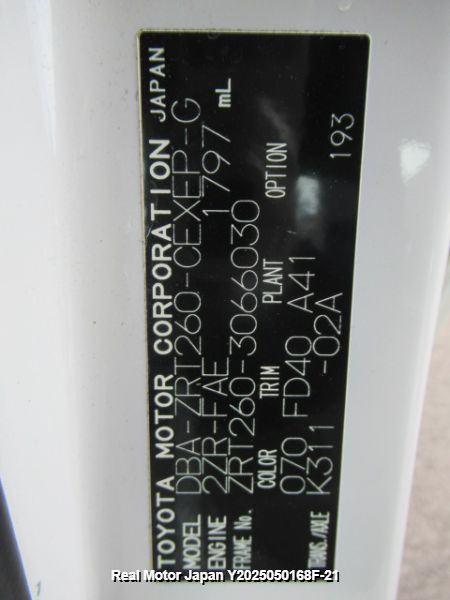 TOYOTA MOTOR CORPORATION JAPAN
MODEL DBA-ZRT260-CEXEP-G
ENGINE 2ZR-FAE 1797 mL
FRAME No. ZRT260-3066030
COLOR TRIM PLANT OPTION
070 FD40 A41 193
TRANS./AXLE K311 -02A
Real Motor Japan Y2025050168F-21